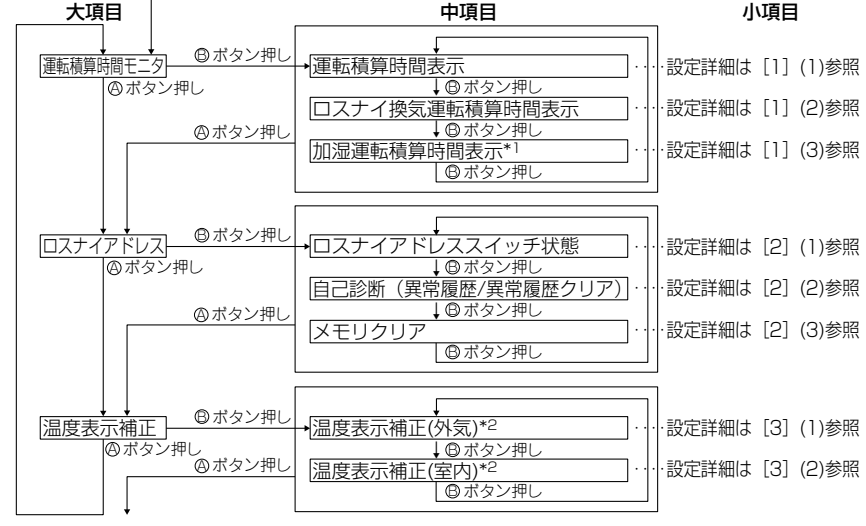 大項目 中項目 小項目
運転積算時間モニタ Ⓑボタン押し 運転積算時間表示 ‥‥設定詳細は［1］(1)参照
Ⓐボタン押し Ⓑボタン押し
ロスナイ換気運転積算時間表示 ‥‥設定詳細は［1］(2)参照
Ⓐボタン押し Ⓑボタン押し
加湿運転積算時間表示*1 ‥‥設定詳細は［1］(3)参照
Ⓑボタン押し
ロスナイアドレス Ⓑボタン押し ロスナイアドレススイッチ状態 ‥‥設定詳細は［2］(1)参照
Ⓐボタン押し Ⓑボタン押し
自己診断（異常履歴/異常履歴クリア） ‥‥設定詳細は［2］(2)参照
Ⓐボタン押し Ⓑボタン押し
メモリクリア ‥‥設定詳細は［2］(3)参照
Ⓑボタン押し
温度表示補正 Ⓑボタン押し 温度表示補正(外気)*2 ‥‥設定詳細は［3］(1)参照
Ⓐボタン押し Ⓑボタン押し
Ⓐボタン押し 温度表示補正(室内)*2 ‥‥設定詳細は［3］(2)参照
Ⓑボタン押し